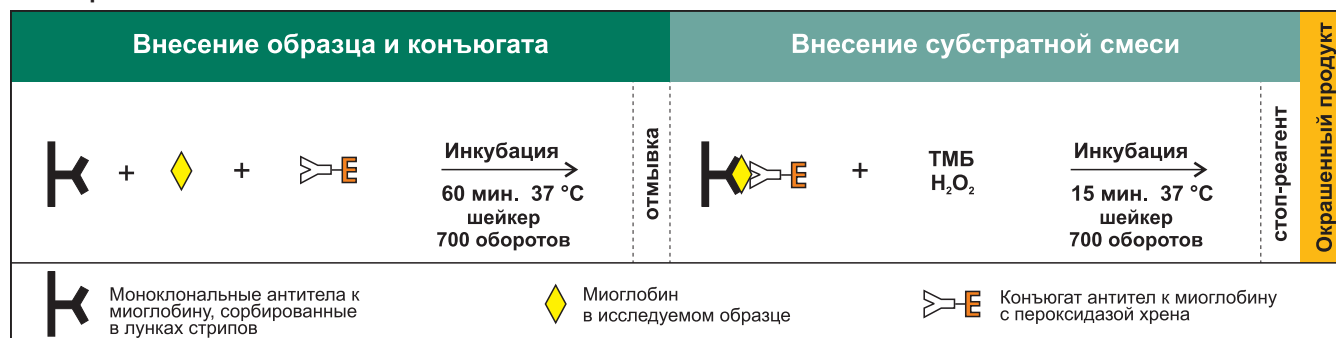 Внесение образца и конъюгата
Внесение субстратной смеси
Окрашенный продукт
+
+
E
Инкубация
60 мин. 37 °C
шейкер
700 оборотов
отмывка
E
+
ТМБ
H₂O₂
Инкубация
15 мин. 37 °C
шейкер
700 оборотов
стоп-реагент
Моноклональные антитела к
миоглобину, сорбированные
в лунках стрипов
Миоглобин
в исследуемом образце
E
Конъюгат антител к миоглобину
с пероксидазой хрена